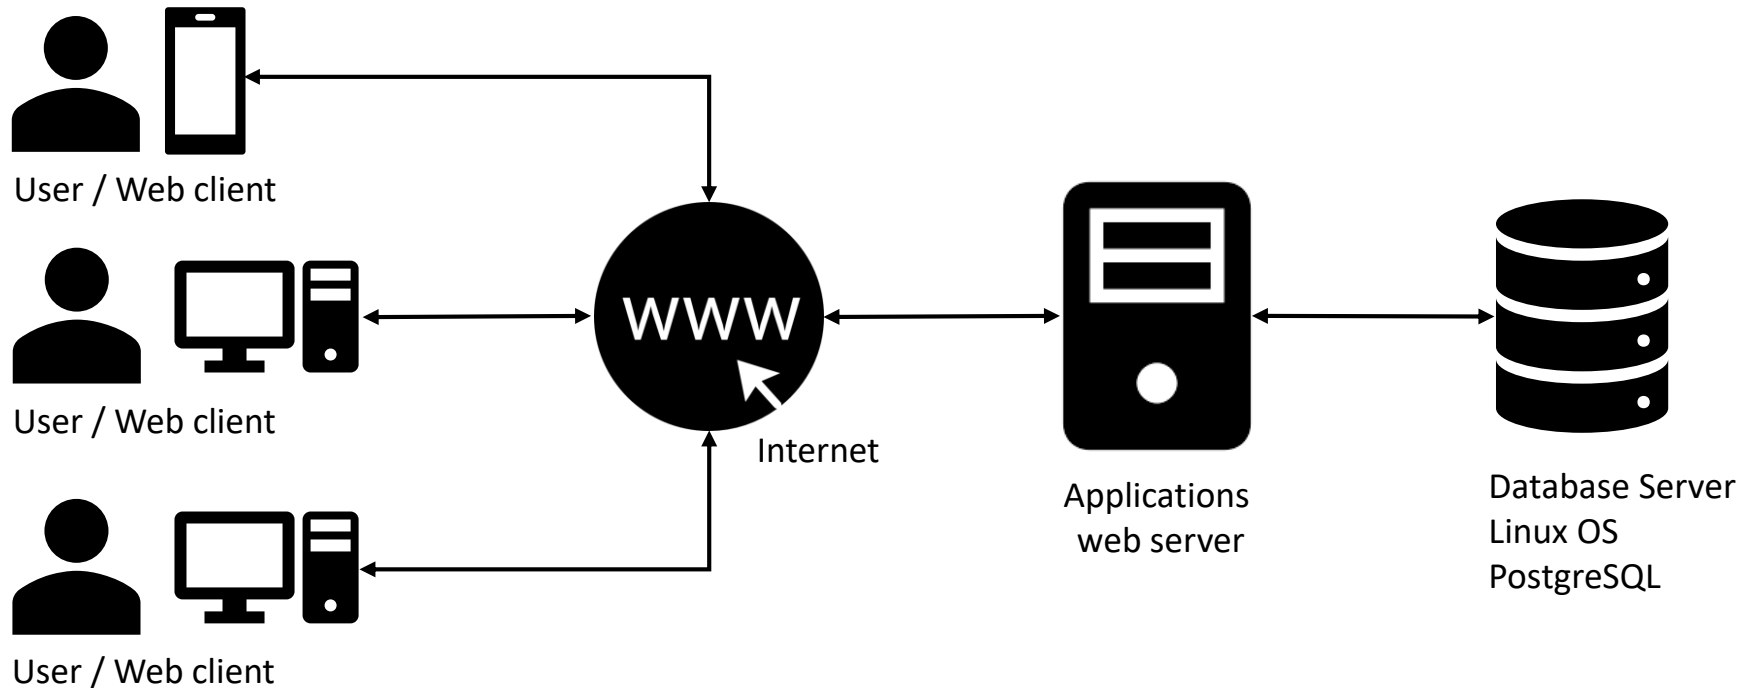 User / Web client
User / Web client
User / Web client
WWW
Internet
Applications
web server
Database Server
Linux OS
PostgreSQL